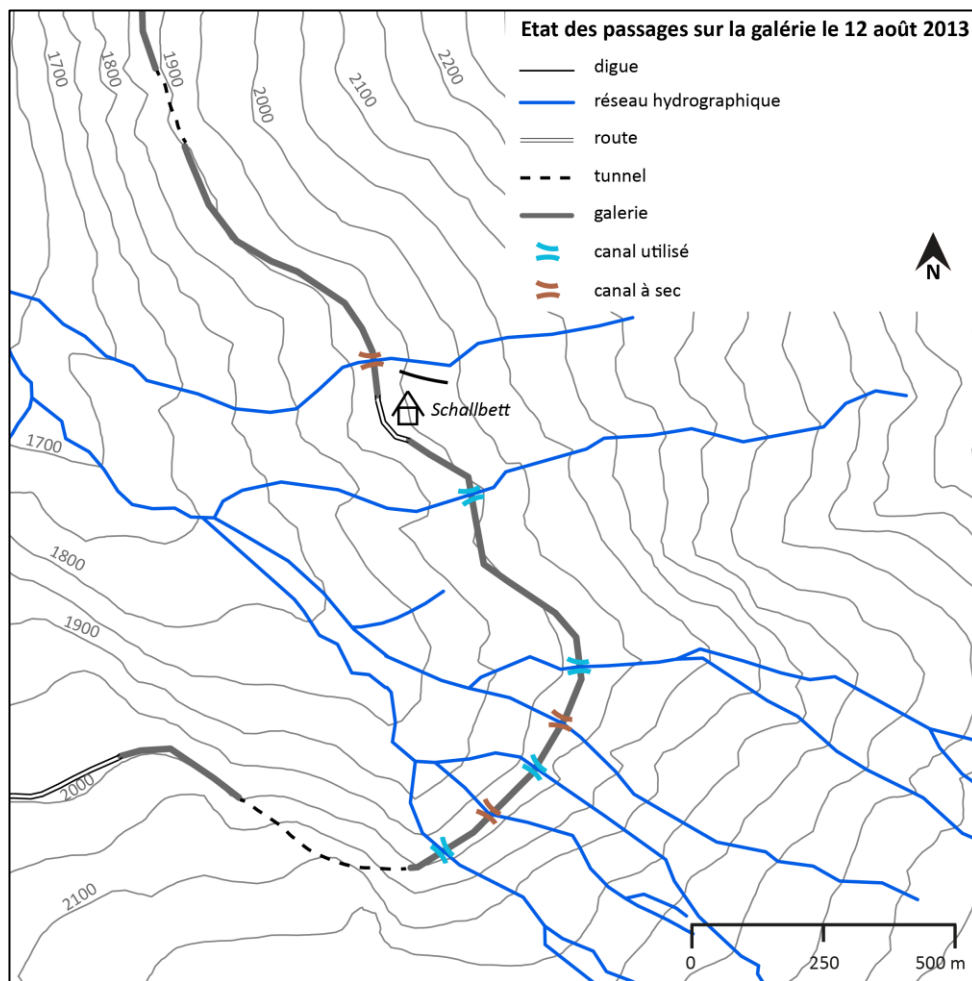 Etat des passages sur la galérie le 12 août 2013
digue
réseau hydrographique
route
tunnel
galerie
canal utilisé
canal à sec
N
1700
1800
1900
2000
2100
2200
Schallbett
1700
1800
1900
2000
2100
0 250 500 m